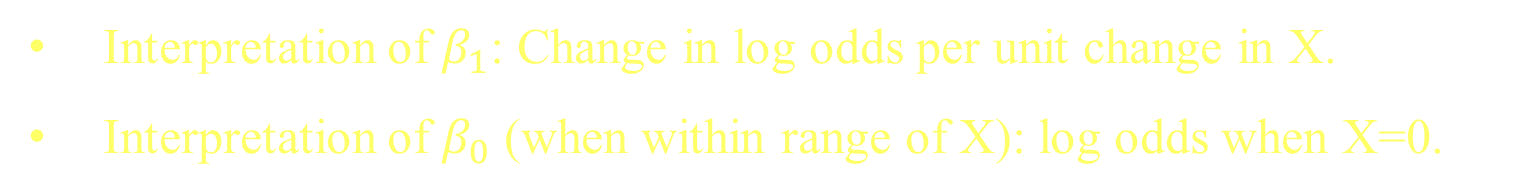 • Interpretation of β₁: Change in log odds per unit change in X.
• Interpretation of β₀ (when within range of X): log odds when X=0.